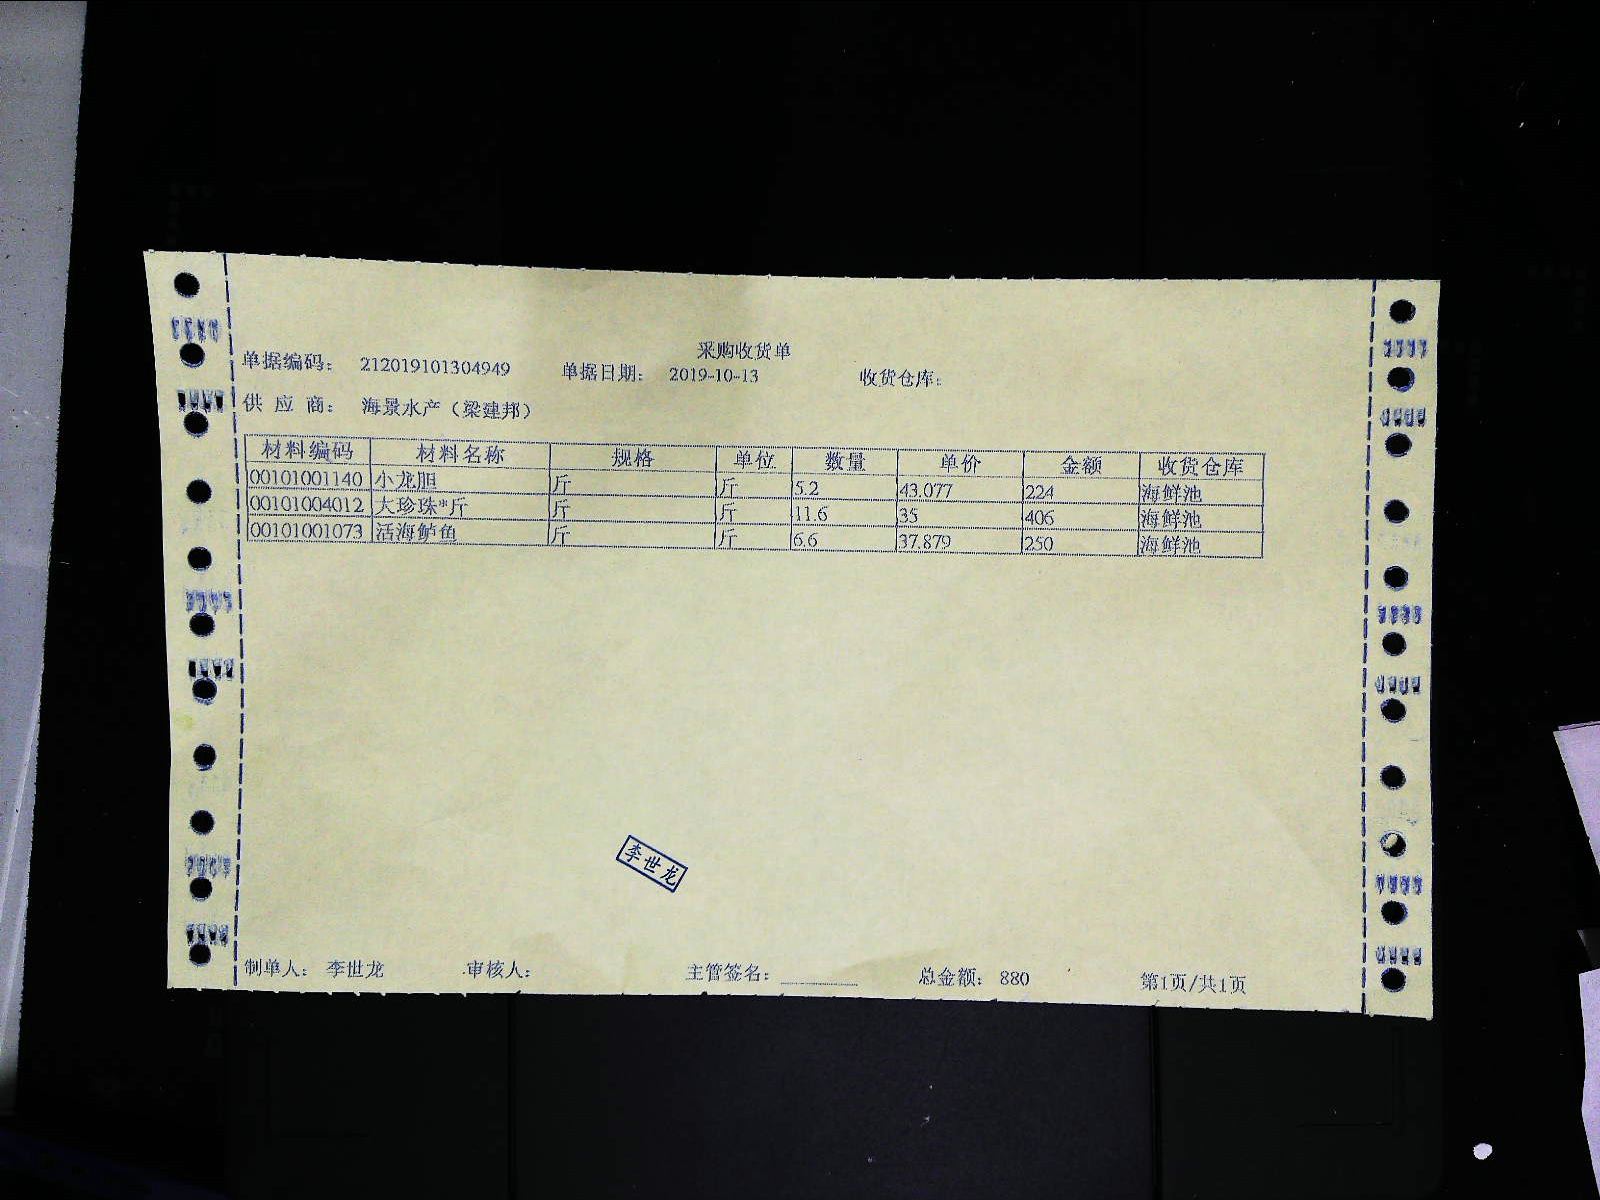 采购收货单
单据编码： 212019101304949 单据日期： 2019-10-13 收货仓库：
供 应 商： 海景水产（梁建邦）
材料编码 材料名称 规格 单位 数量 单价 金额 收货仓库
00101001140 小龙胆 斤 斤 5.2 43.077 224 海鲜池
00101004012 大珍珠*斤 斤 斤 11.6 35 406 海鲜池
00101001073 活海鲈鱼 斤 斤 6.6 37.879 250 海鲜池
李世龙
制单人： 李世龙 审核人： 主管签名： 总金额： 880 第1页/共1页